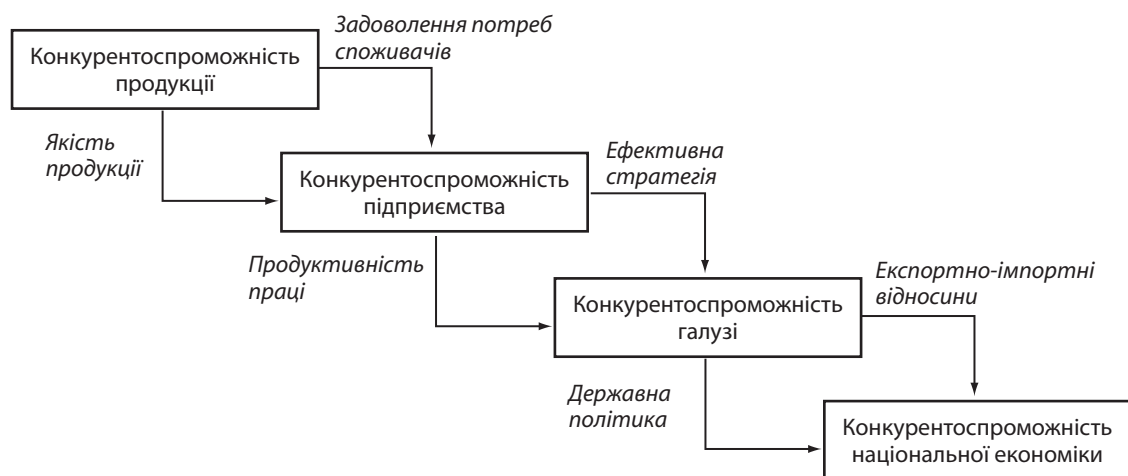 Задоволення потреб
споживачів
Конкурентоспроможність
продукції
Якість
продукції
Ефективна
стратегія
Конкурентоспроможність
підприємства
Продуктивність
праці
Експортно-імпортні
відносини
Конкурентоспроможність
галузі
Державна
політика
Конкурентоспроможність
національної економіки